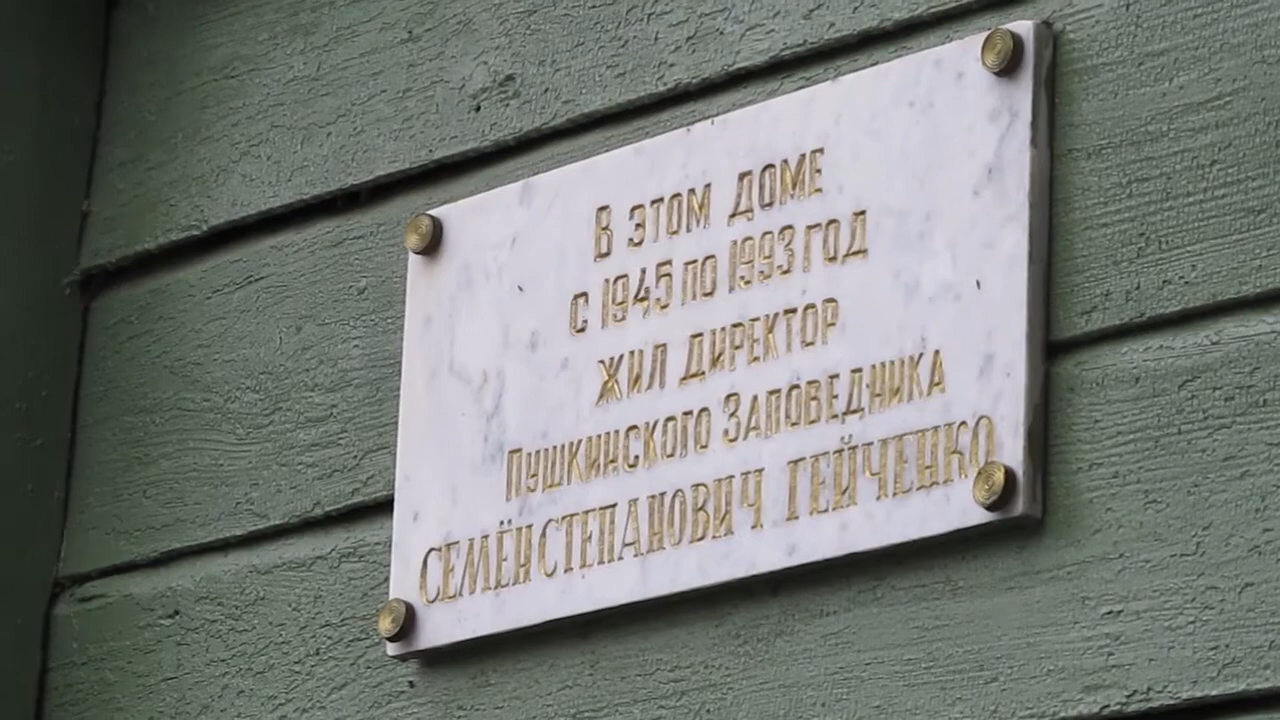 В ЭТОМ ДОМЕ
С 1945 ПО 1993 ГОД
ЖИЛ ДИРЕКТОР
ПУШКИНСКОГО ЗАПОВЕДНИКА
СЕМЁН СТЕПАНОВИЧ ГЕЙЧЕНКО